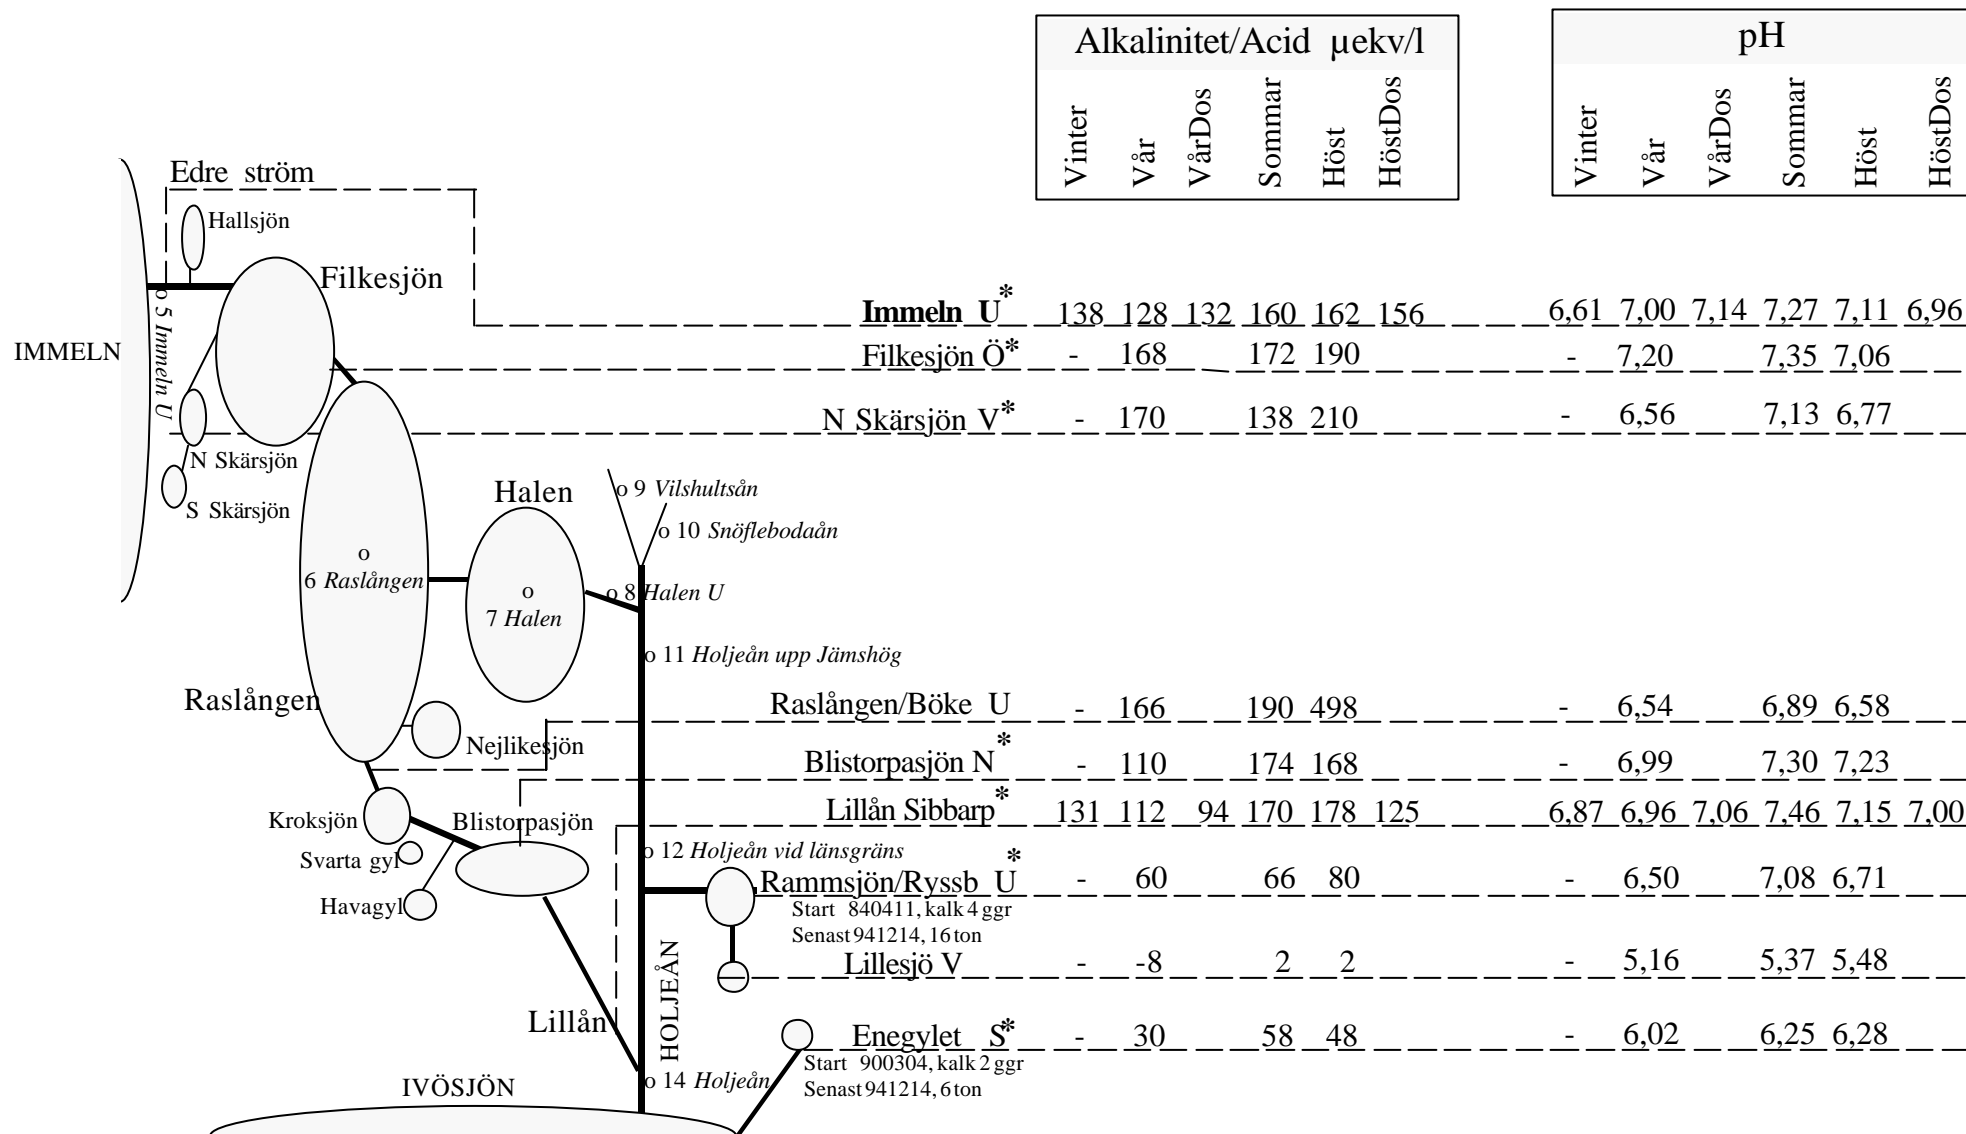 Alkalinitet/Acid µekv/l
Vinter Vår VårDos Sommar Höst HöstDos
pH
Vinter Vår VårDos Sommar Höst HöstDos
Edre ström
Hallsjön
Filkesjön
IMMELN
o 5 Immeln U
Immeln U* 138 128 132 160 162 156 6,61 7,00 7,14 7,27 7,11 6,96
Filkesjön Ö* - 168 172 190 - 7,20 7,35 7,06
N Skärsjön V* - 170 138 210 - 6,56 7,13 6,77
N Skärsjön
S Skärsjön
Halen
o 9 Vilshultsån
o 10 Snöflebodaån
o
6 Raslången
o
7 Halen
o 8 Halen U
o 11 Holjeån upp Jämshög
Raslången
Raslången/Böke U - 166 190 498 - 6,54 6,89 6,58
Nejlikesjön
Blistorpasjön N* - 110 174 168 - 6,99 7,30 7,23
Lillån Sibbarp* 131 112 94 170 178 125 6,87 6,96 7,06 7,46 7,15 7,00
Kroksjön
Blistorpasjön
Svarta gyl
Havagyl
o 12 Holjeån vid länsgräns
Rammsjön/Ryssb U* - 60 66 80 - 6,50 7,08 6,71
Start 840411, kalk 4 ggr
Senast 941214, 16 ton
Lillesjö V - -8 2 2 - 5,16 5,37 5,48
HOLJEÅN
Lillån
Enegylet S* - 30 58 48 - 6,02 6,25 6,28
Start 900304, kalk 2 ggr
Senast 941214, 6 ton
o 14 Holjeån
IVÖSJÖN